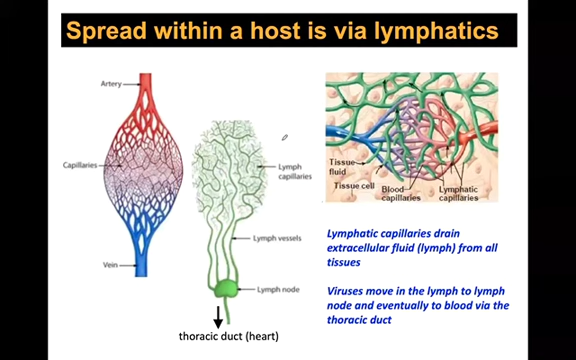 Spread within a host is via lymphatics
Artery
Capillaries
Vein
Lymph
capillaries
Lymph vessels
Lymph node
thoracic duct (heart)
Tissue
fluid
Tissue cell
Blood
capillaries
Lymphatic
capillaries
Lymphatic capillaries drain
extracellular fluid (lymph) from all
tissues
Viruses move in the lymph to lymph
node and eventually to blood via the
thoracic duct